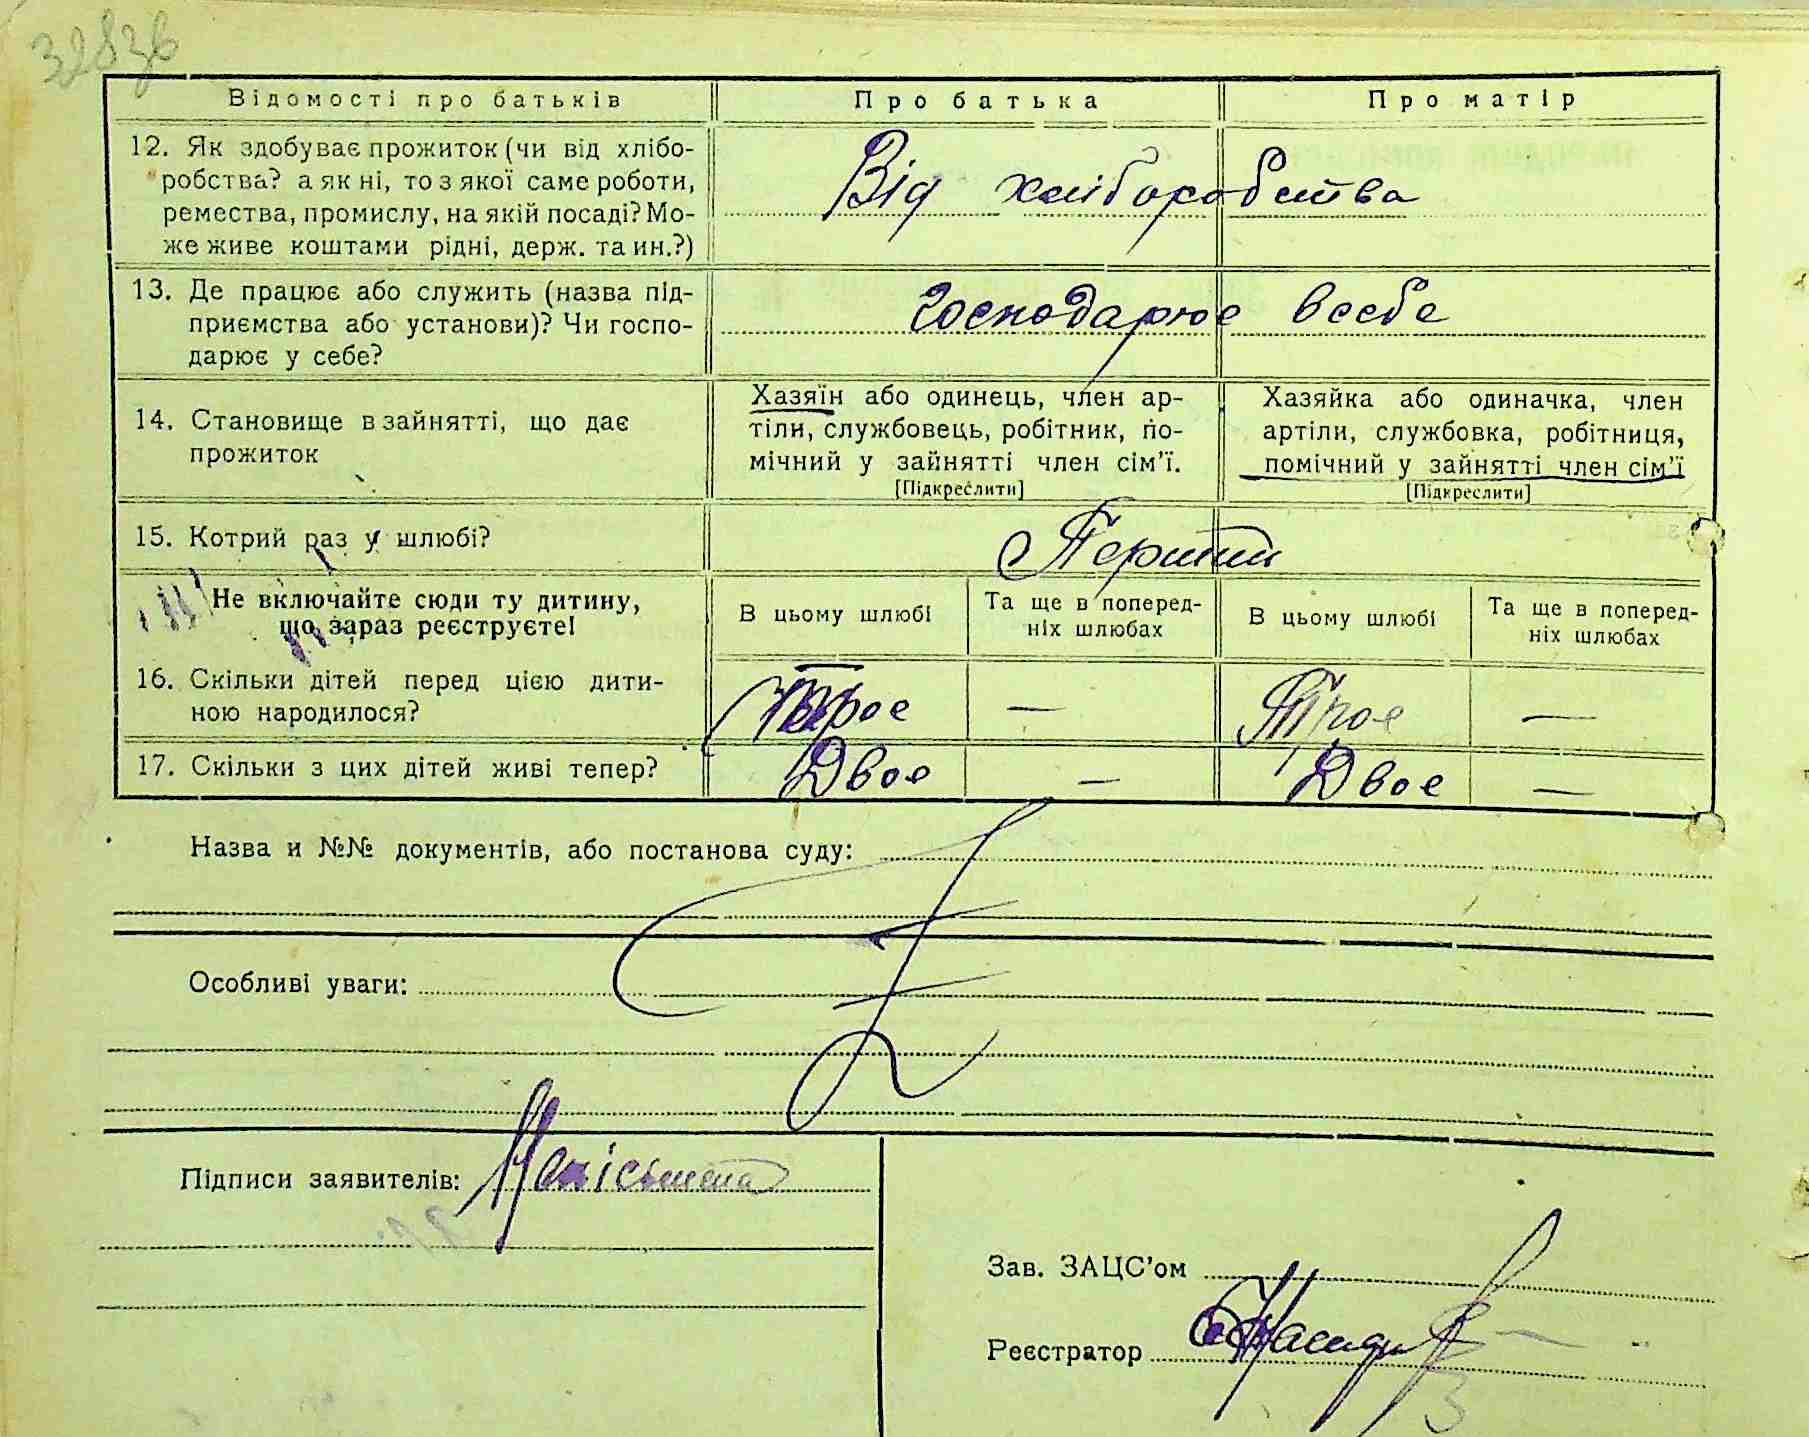 32836
Відомості про батьків Про батька Про матір
12. Як здобуває прожиток (чи від хлібо-
робства? а як ні, то з якої саме роботи,
ремества, промислу, на якій посаді? Мо-
же живе коштами рідні, держ. та ин.?)
Від хліборобства
13. Де працює або служить (назва під-
приємства або установи)? Чи госпо-
дарює у себе?
Господарює всебе
14. Становище в зайнятті, що дає
прожиток
Хазяїн або одинець, член ар-
тіли, службовець, робітник, по-
мічний у зайнятті член сім'ї.
[Підкреслити]
Хазяйка або одиначка, член
артіли, службовка, робітниця,
помічний у зайнятті член сім'ї
[Підкреслити]
15. Котрий раз у шлюбі?
Перший
Не включайте сюди ту дитину,
що зараз реєструєте!
В цьому шлюбі
Та ще в поперед-
ніх шлюбах
В цьому шлюбі
Та ще в поперед-
ніх шлюбах
16. Скільки дітей перед цією дити-
ною народилося?
Троє — Троє —
17. Скільки з цих дітей живі тепер?
Двоє — Двоє —
Назва и №№ документів, або постанова суду:
Особливі уваги:
Підписи заявителів:
Зав. ЗАЦС'ом
Реєстратор